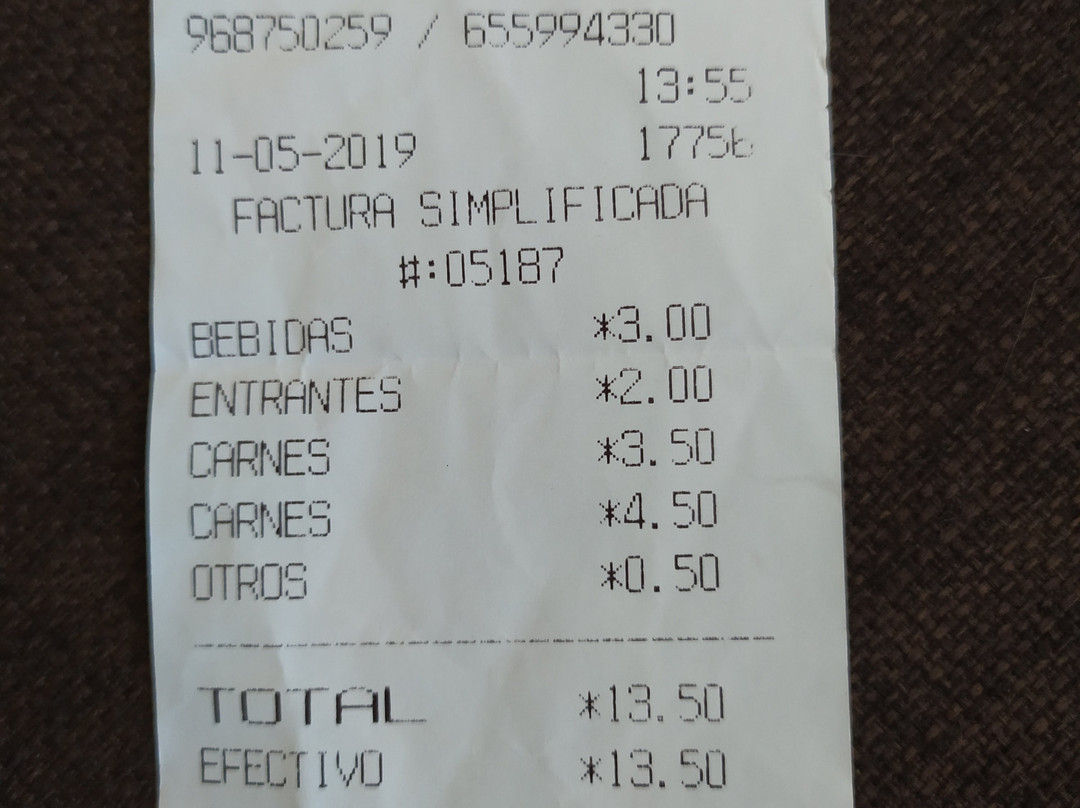 968750259 / 655994330
13:55
11-05-2019 17756
FACTURA SIMPLIFICADA
#:05187
BEBIDAS *3.00
ENTRANTES *2.00
CARNES *3.50
CARNES *4.50
OTROS *0.50
TOTAL *13.50
EFECTIVO *13.50